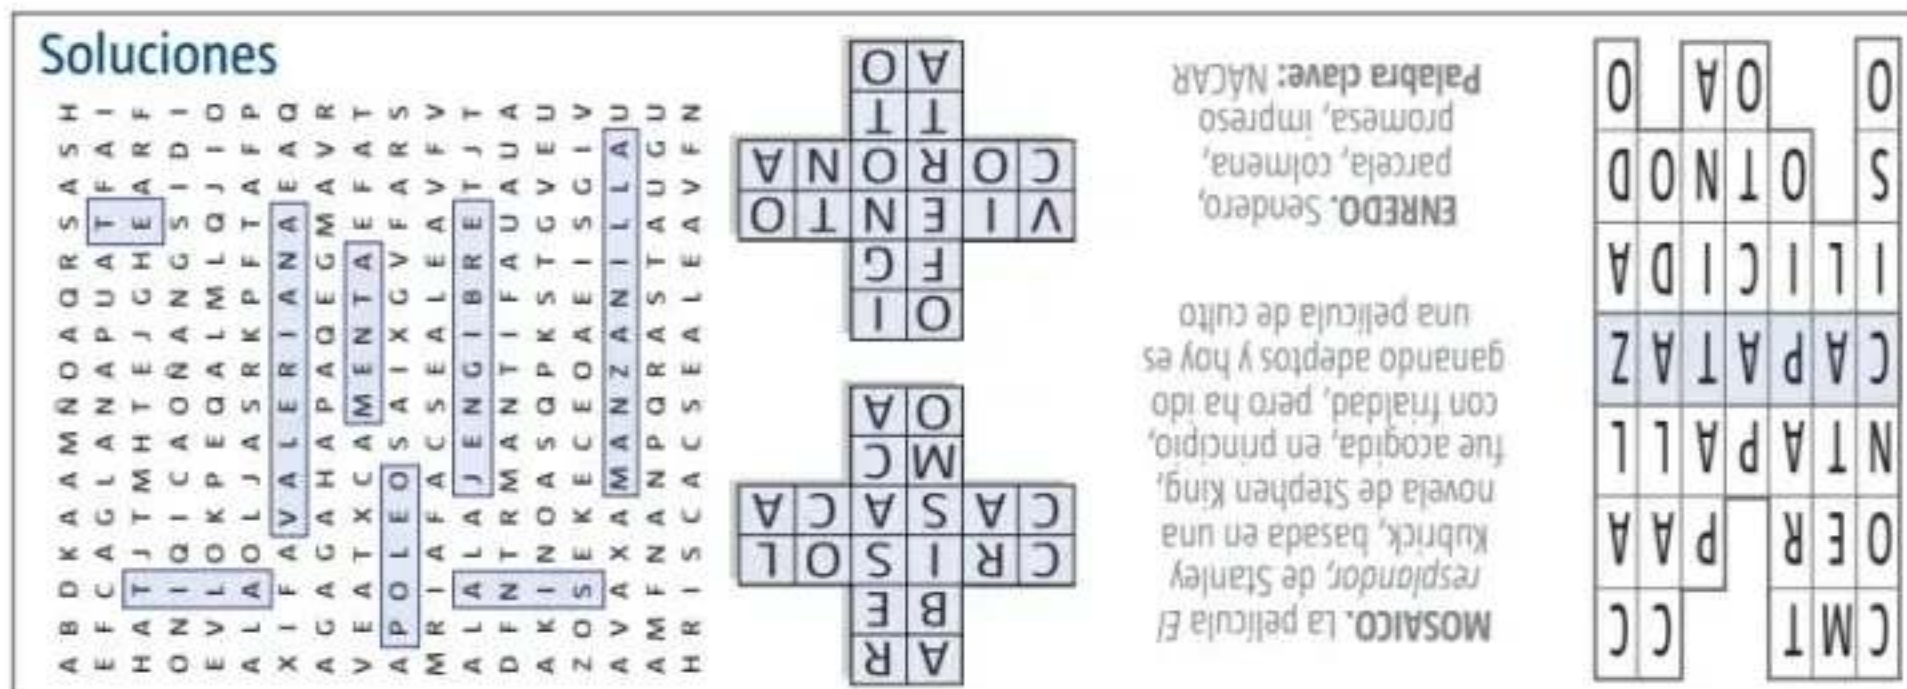 Soluciones
A B D K A A M Ñ O A Q R S A S H
E F C A G L A N A P U A T F A I
H A T J T M H T E J G H E A R F
O N I Q I C A O Ñ A N G S I D I
E V L O K P E Q A L M L Q J I O
A L A O L J A S R K P F T A F P
X I F A V A L E R I A N A E A Q
A G A G A H A P A Q E G M A V R
V E A T X C A M E N T A E F A T
A P O L E O S A I X G V F A R S
M R I A F A C S E A L E A V F V
A L A L A J E N G I B R E T J T
D F N T R M A N T I F A U A U A
A K I N O A S Q P K S T G V E U
Z O S E K E C E O A E I S G I V
A V A X A M A N Z A N I L L A U
A M F N A N P Q R A S T A U G U
H R I S C A C S E A L E A V F N
A R
B E
C R I S O L
C A S A C A
M C
O A
O I
F G
V I E N T O
C O R O N A
T T
A O
MOSAICO. La película El
resplandor, de Stanley
Kubrick, basada en una
novela de Stephen King,
fue acogida, en principio,
con frialdad, pero ha ido
ganando adeptos y hoy es
una película de culto
ENREDO. Sendero,
parcela, colmena,
promesa, impreso
Palabra clave: NÁCAR
C M T C C
O E R P A A
N T A P A L L
C A P A T A Z
I L I C I D A
S O T N O D
O O A O